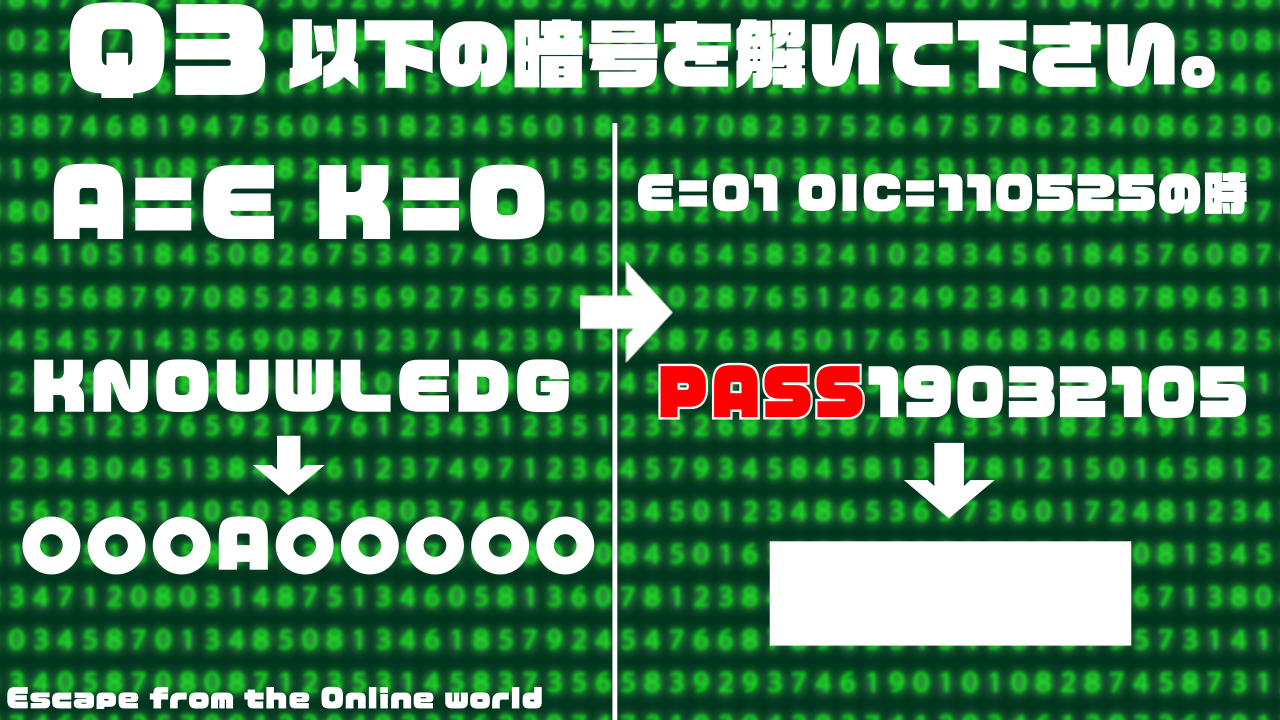 Q3 以下の暗号を解いて下さい。
A=E K=O
E=01 OIC=110525の時
KNOUWLEDG
PASS19032105
○○○A○○○○○
Escape from the Online world